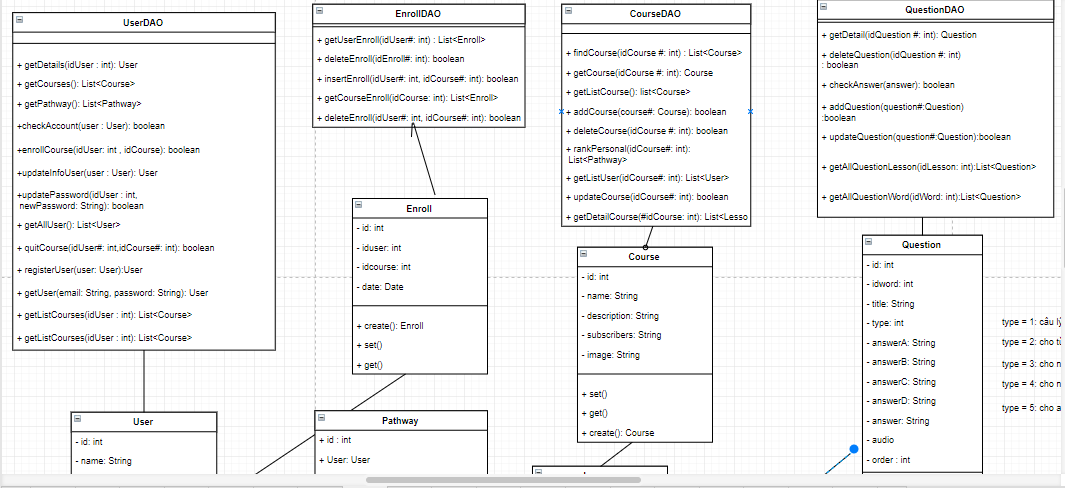 UserDAO
+ getDetails(idUser : int): User
+ getCourses(): List<Course>
+ getPathway(): List<Pathway>
+checkAccount(user : User): boolean
+enrollCourse(idUser: int , idCourse): boolean
+updateInfoUser(user : User): User
+updatePassword(idUser : int,
newPassword: String): boolean
+ getAllUser(): List<User>
+ quitCourse(idUser#: int,idCourse#: int): boolean
+ registerUser(user: User):User
+ getUser(email: String, password: String): User
+ getListCourses(idUser : int): List<Course>
+ getListCourses(idUser : int): List<Course>
User
- id: int
- name: String
EnrollDAO
+ getUserEnroll(idUser#: int) : List<Enroll>
+ deleteEnroll(idEnroll#: int): boolean
+ insertEnroll(idUser#: int, idCourse#: int): boolean
+ getCourseEnroll(idCourse: int): List<Enroll>
+ deleteEnroll(idUser#: int, idCourse#: int): boolean
Enroll
- id: int
- iduser: int
- idcourse: int
- date: Date
+ create(): Enroll
+ set()
+ get()
Pathway
+ id : int
+ User: User
CourseDAO
+ findCourse(idCourse #: int) : List<Course>
+ getCourse(idCourse #: int): Course
+ getListCourse(): list<Course>
+ addCourse(course#: Course): boolean
+ deleteCourse(idCourse #: int): boolean
+ rankPersonal(idCourse#: int):
List<Pathway>
+ getListUser(idCourse#: int): List<User>
+ updateCourse(idCourse#: int): boolean
+ getDetailCourse(#idCourse: int): List<Lesso
Course
- id: int
- name: String
- description: String
- subscribers: String
- image: String
+ set()
+ get()
+ create(): Course
QuestionDAO
+ getDetail(idQuestion #: int): Question
+ deleteQuestion(idQuestion #: int)
: boolean
+ checkAnswer(answer): boolean
+ addQuestion(question#:Question)
:boolean
+ updateQuestion(question#:Question):boolean
+ getAllQuestionLesson(idLesson: int):List<Question>
+ getAllQuestionWord(idWord: int):List<Question>
Question
- id: int
- idword: int
- title: String
- type: int
- answerA: String
- answerB: String
- answerC: String
- answerD: String
- answer: String
- audio
- order : int
type = 1: câu
type = 2: cho
type = 3: cho n
type = 4: cho n
type = 5: cho a